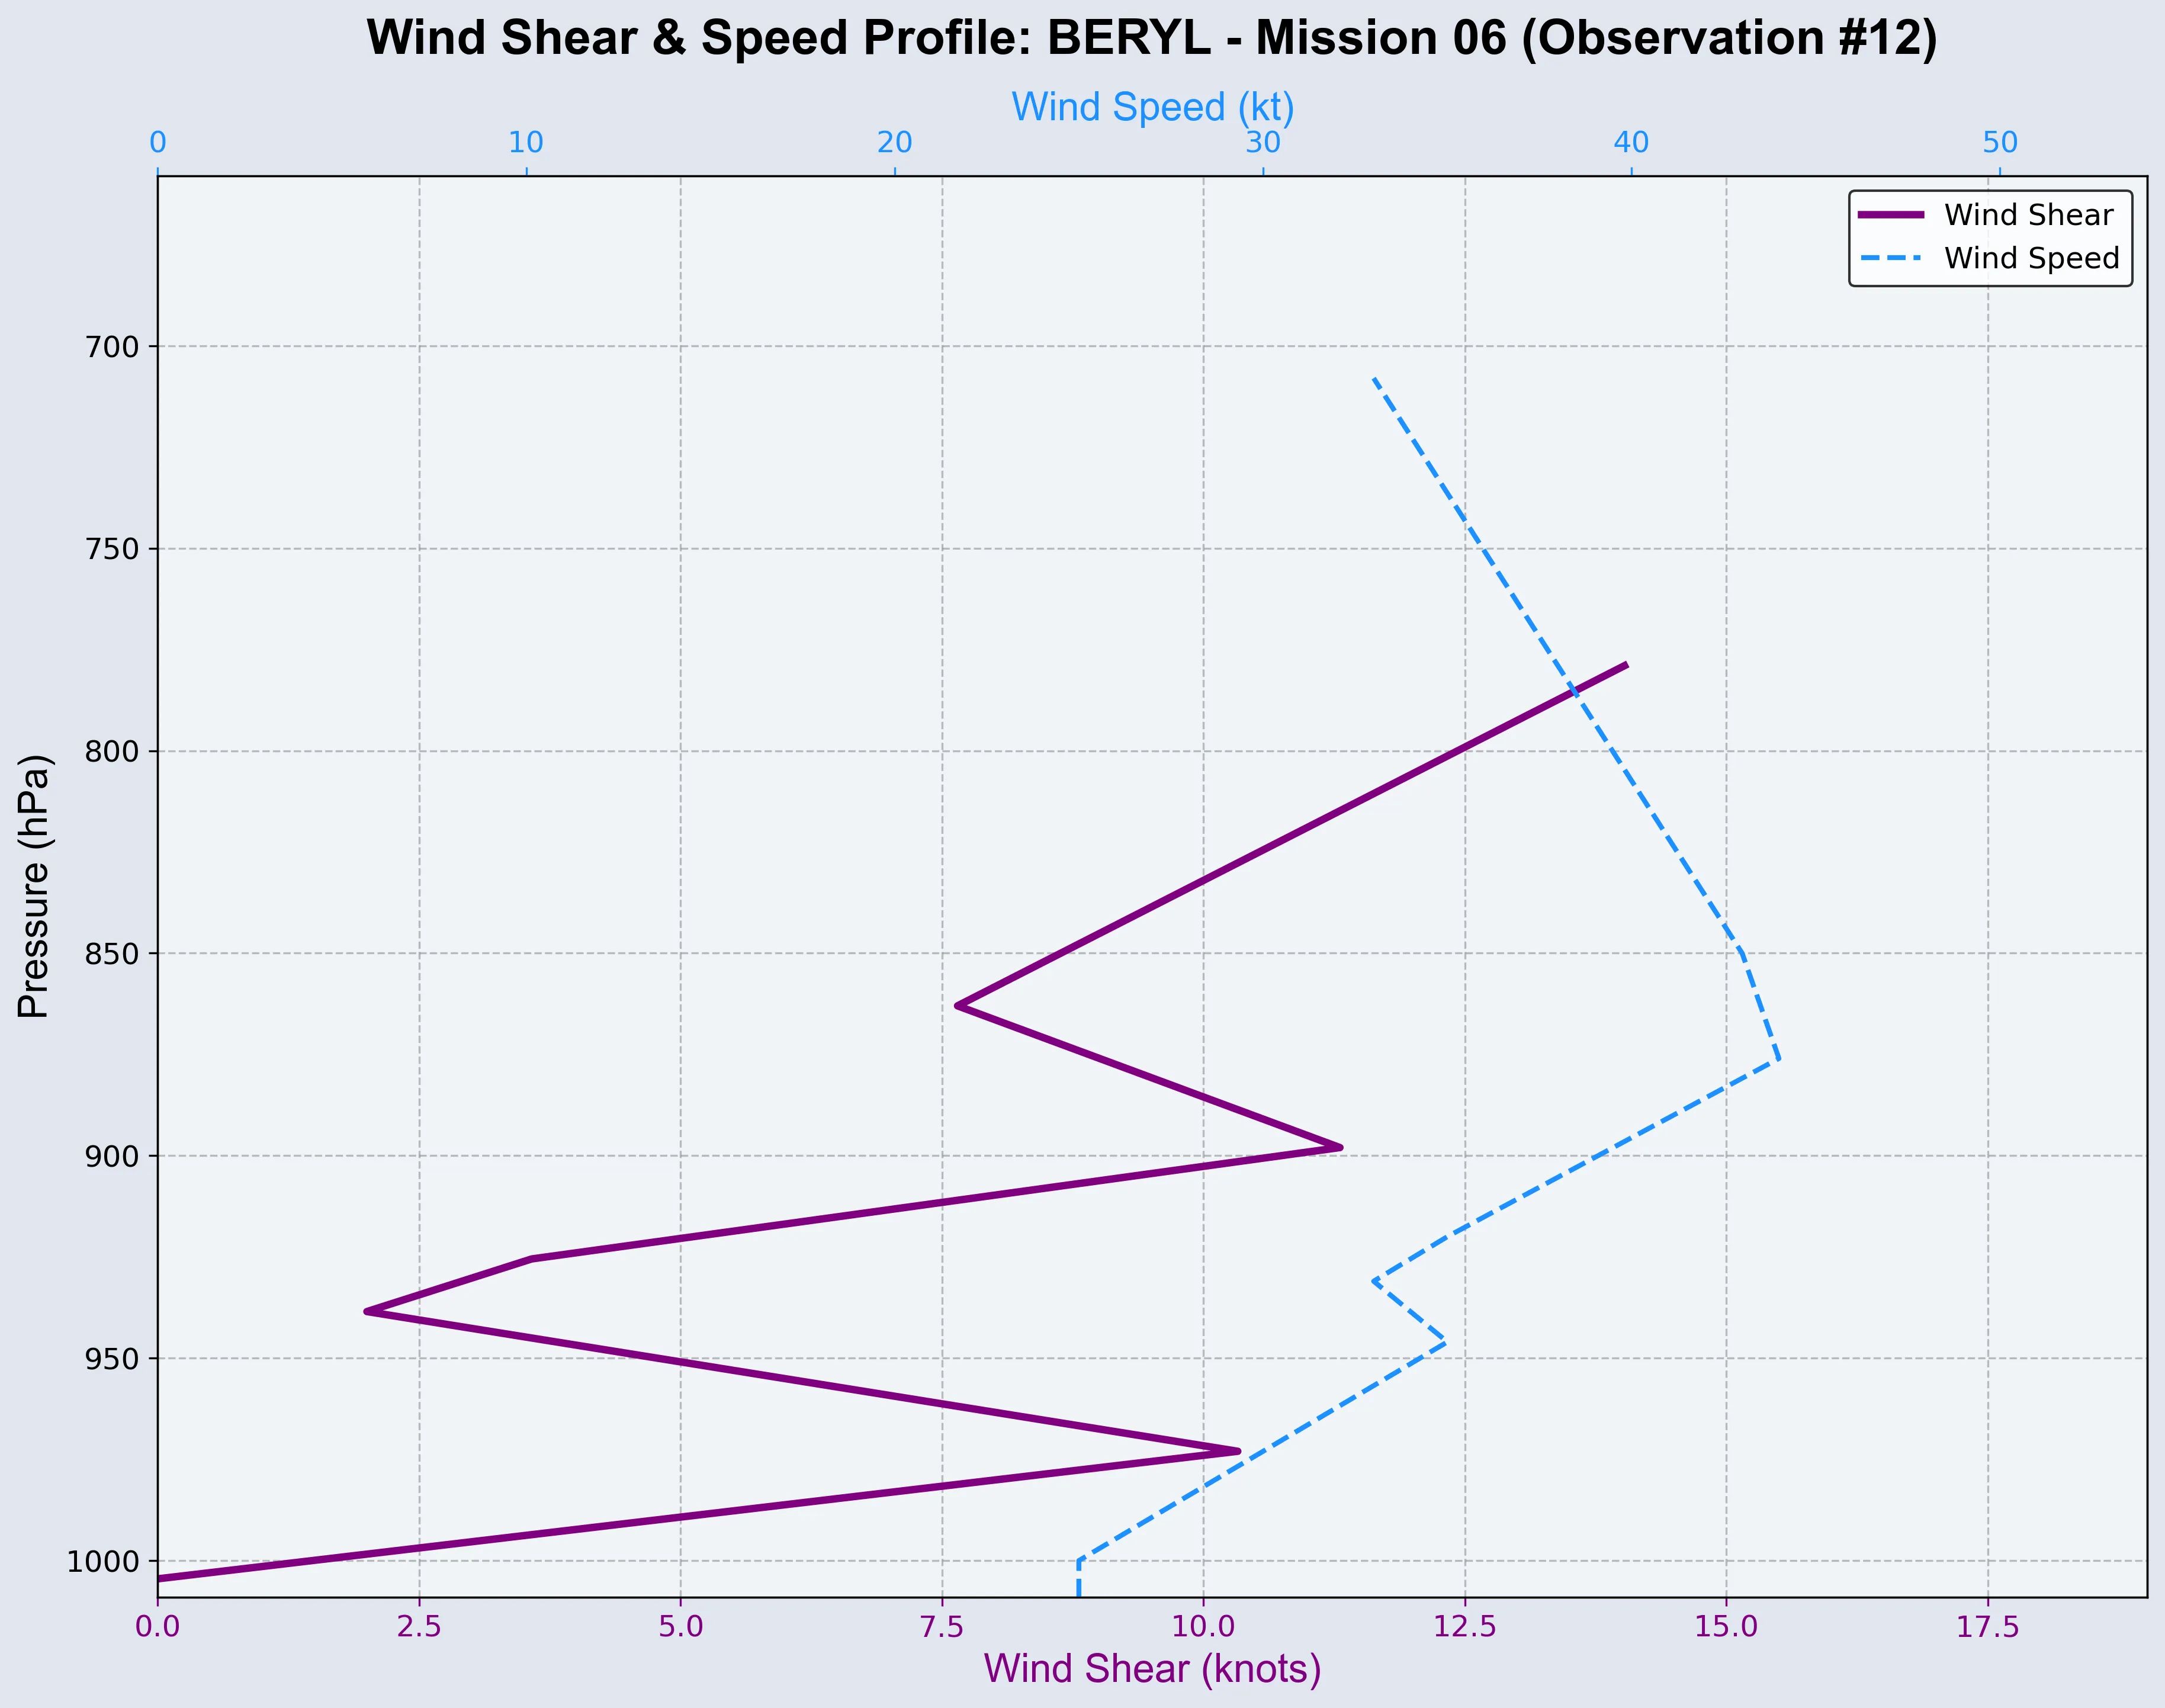 Wind Shear & Speed Profile: BERYL - Mission 06 (Observation #12)
Wind Speed (kt)
0 10 20 30 40 50
Wind Shear
Wind Speed
700
750
800
850
900
950
1000
Pressure (hPa)
0.0 2.5 5.0 7.5 10.0 12.5 15.0 17.5
Wind Shear (knots)